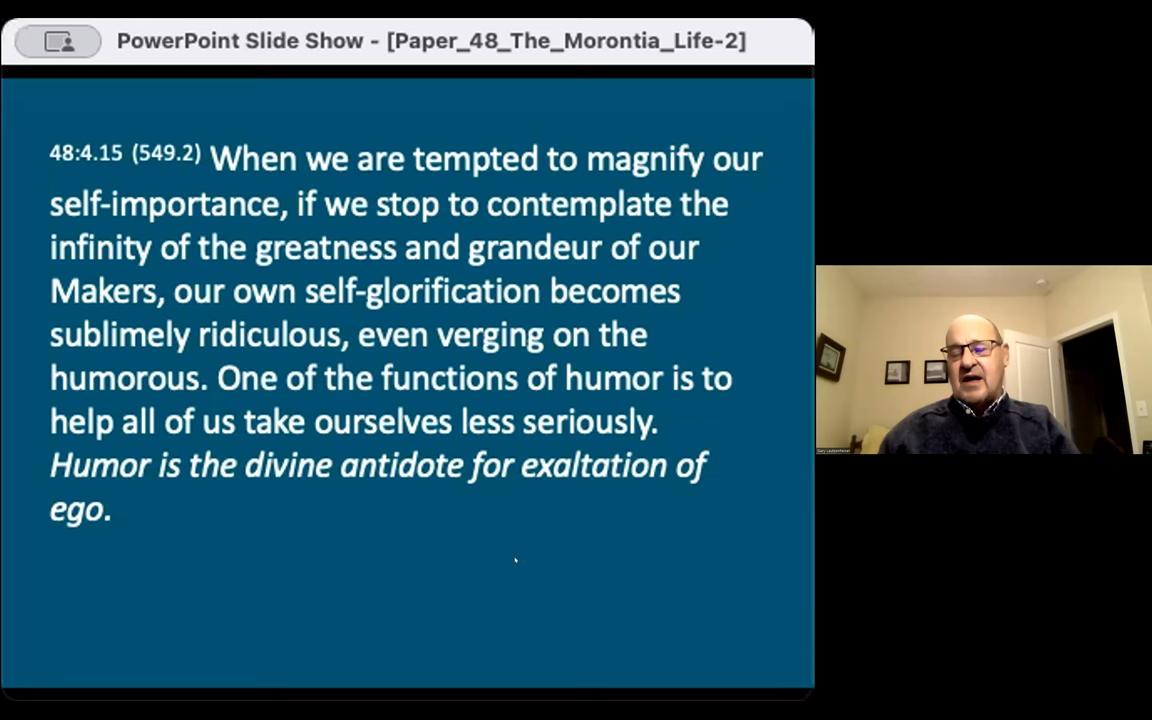 PowerPoint Slide Show - [Paper_48_The_Morontia_Life-2]
48:4.15 (549.2) When we are tempted to magnify our
self-importance, if we stop to contemplate the
infinity of the greatness and grandeur of our
Makers, our own self-glorification becomes
sublimely ridiculous, even verging on the
humorous. One of the functions of humor is to
help all of us take ourselves less seriously.
Humor is the divine antidote for exaltation of
ego.